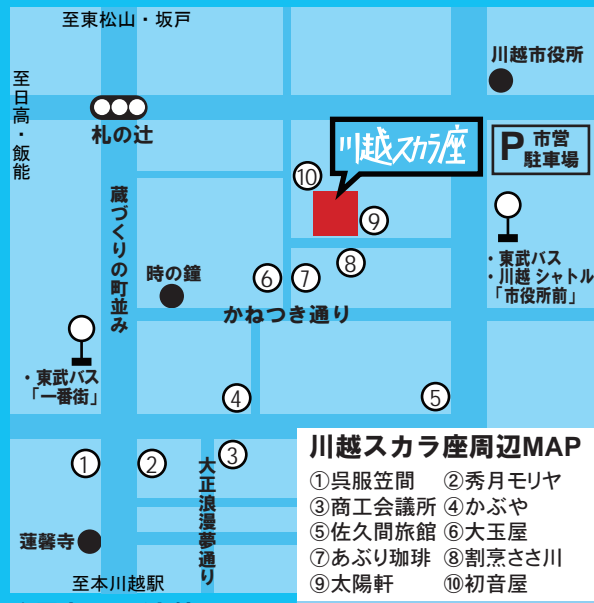 至東松山・坂戸
川越市役所
至日高・飯能
札の辻
川越スカラ座
P 市営
駐車場
⑩
⑨
蔵づくりの町並み
時の鐘
⑥
⑦
⑧
・東武バス
・川越 シャトル
「市役所前」
かねつき通り
・東武バス
「一番街」
④
⑤
①
②
③
大正浪漫夢通り
蓮馨寺
至本川越駅
川越スカラ座周辺MAP
①呉服笠間 ②秀月モリヤ
③商工会議所 ④かぶや
⑤佐久間旅館 ⑥大玉屋
⑦あぶり珈琲 ⑧割烹ささ川
⑨太陽軒 ⑩初音屋